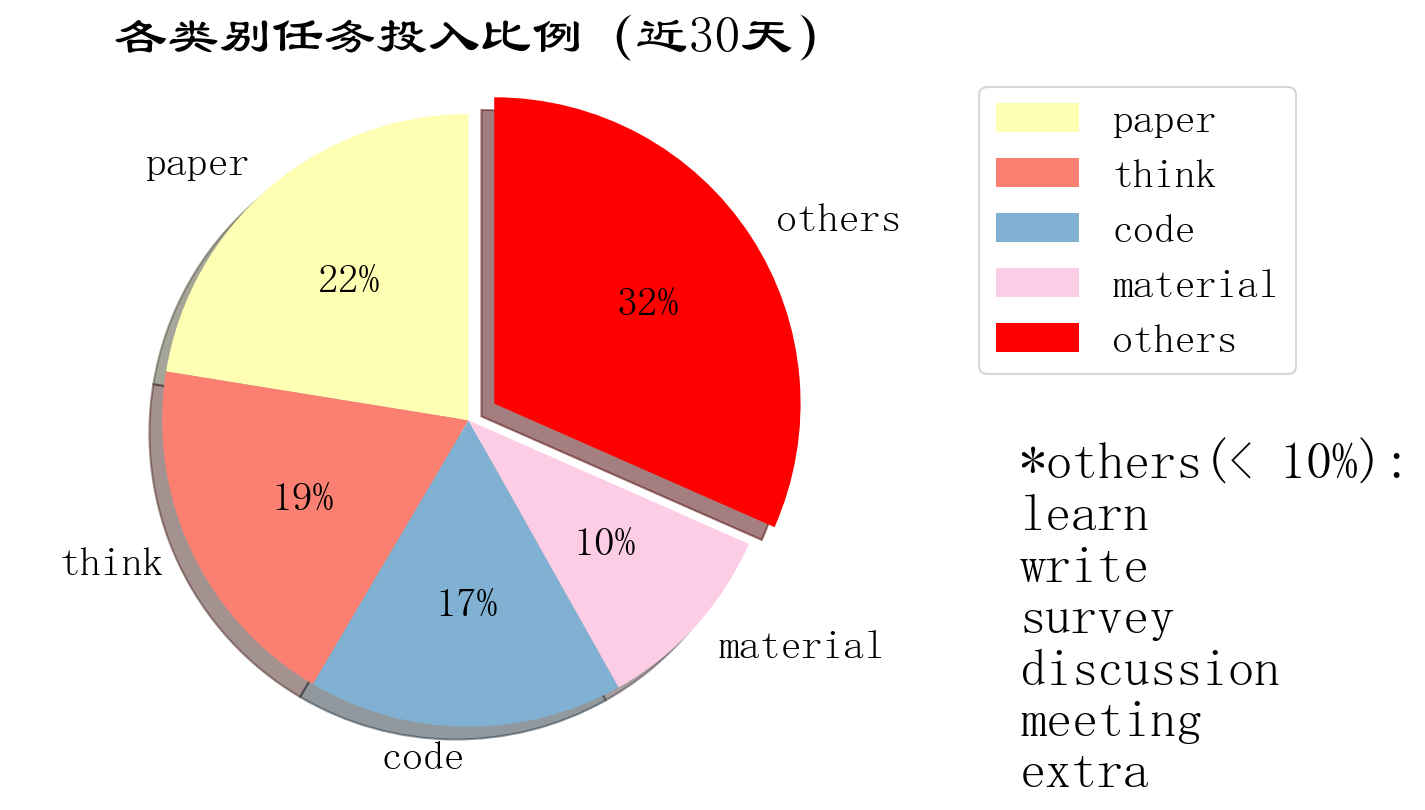 各类别任务投入比例 (近30天)
paper
others
22%
32%
19%
10%
17%
think
material
code
paper
think
code
material
others
*others(< 10%):
learn
write
survey
discussion
meeting
extra